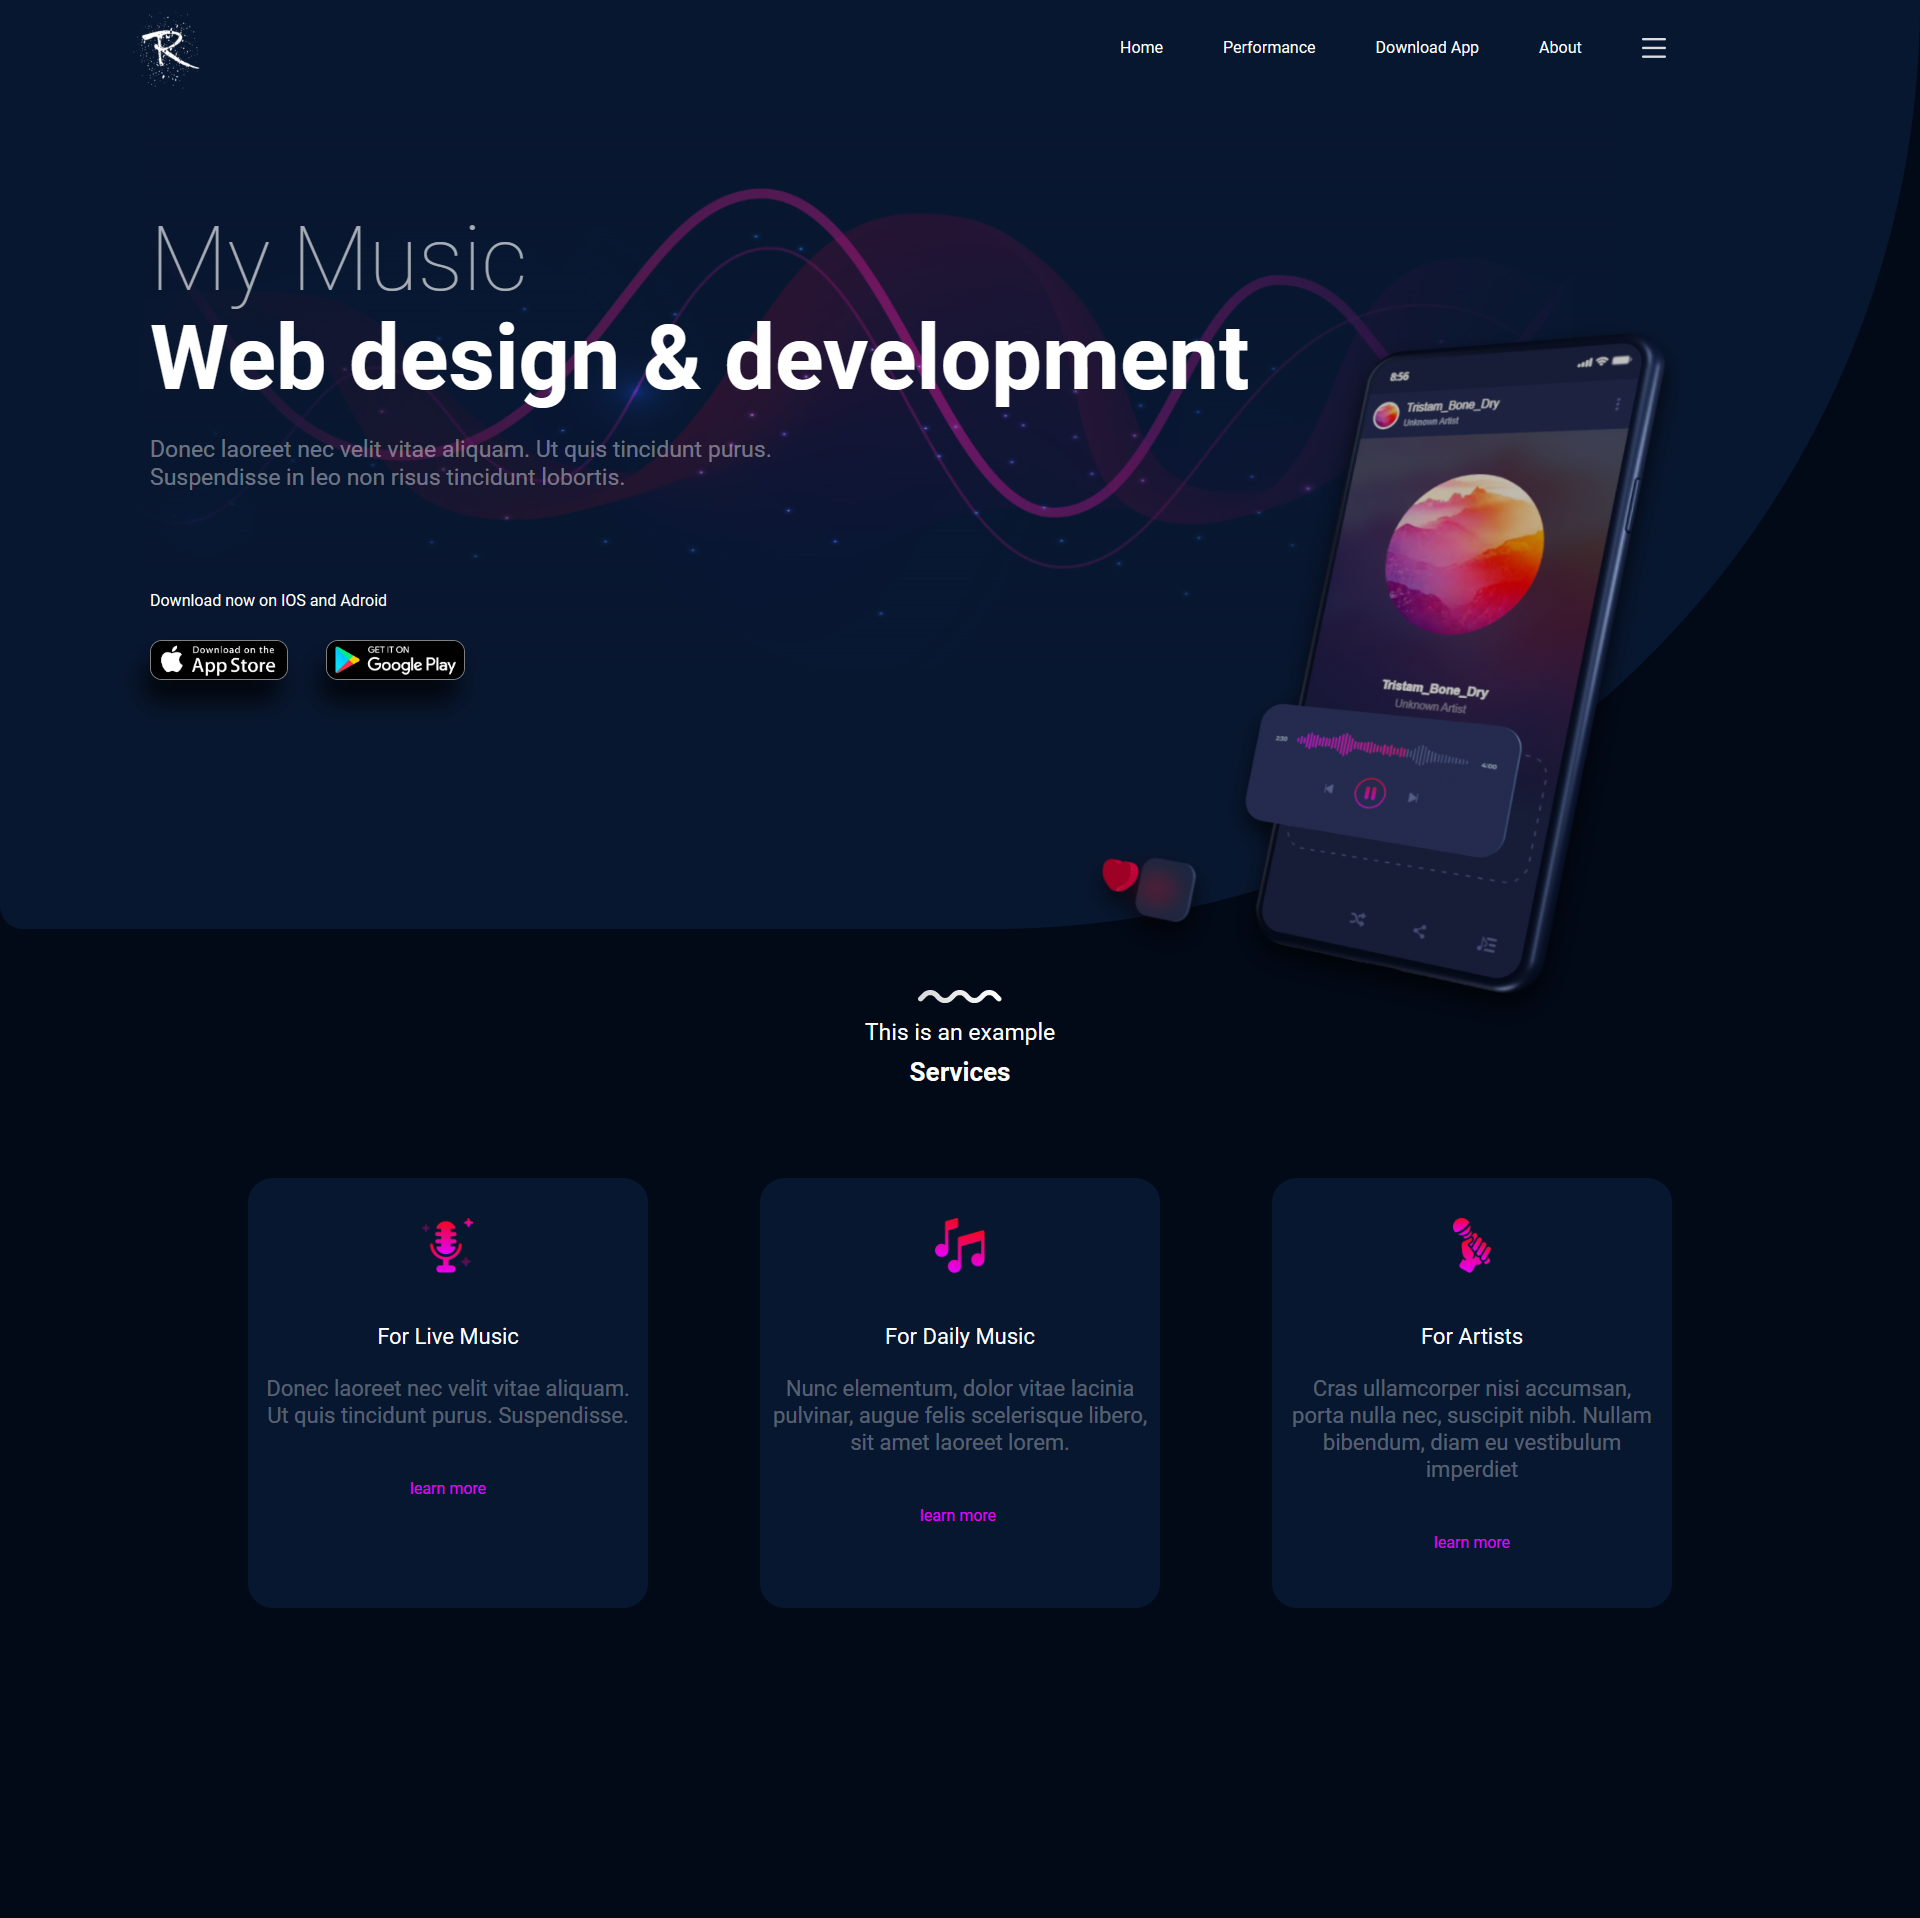 R
Home Performance Download App About
My Music
Web design & development
Donec laoreet nec velit vitae aliquam. Ut quis tincidunt purus.
Suspendisse in leo non risus tincidunt lobortis.
Download now on IOS and Adroid
Download on the
App Store
GET IT ON
Google Play
8:56
Tristam_Bone_Dry
Unknown Artist
Tristam_Bone_Dry
Unknown Artist
2:30
4:00
This is an example
Services
For Live Music
Donec laoreet nec velit vitae aliquam.
Ut quis tincidunt purus. Suspendisse.
learn more
For Daily Music
Nunc elementum, dolor vitae lacinia
pulvinar, augue felis scelerisque libero,
sit amet laoreet lorem.
learn more
For Artists
Cras ullamcorper nisi accumsan,
porta nulla nec, suscipit nibh. Nullam
bibendum, diam eu vestibulum
imperdiet
learn more